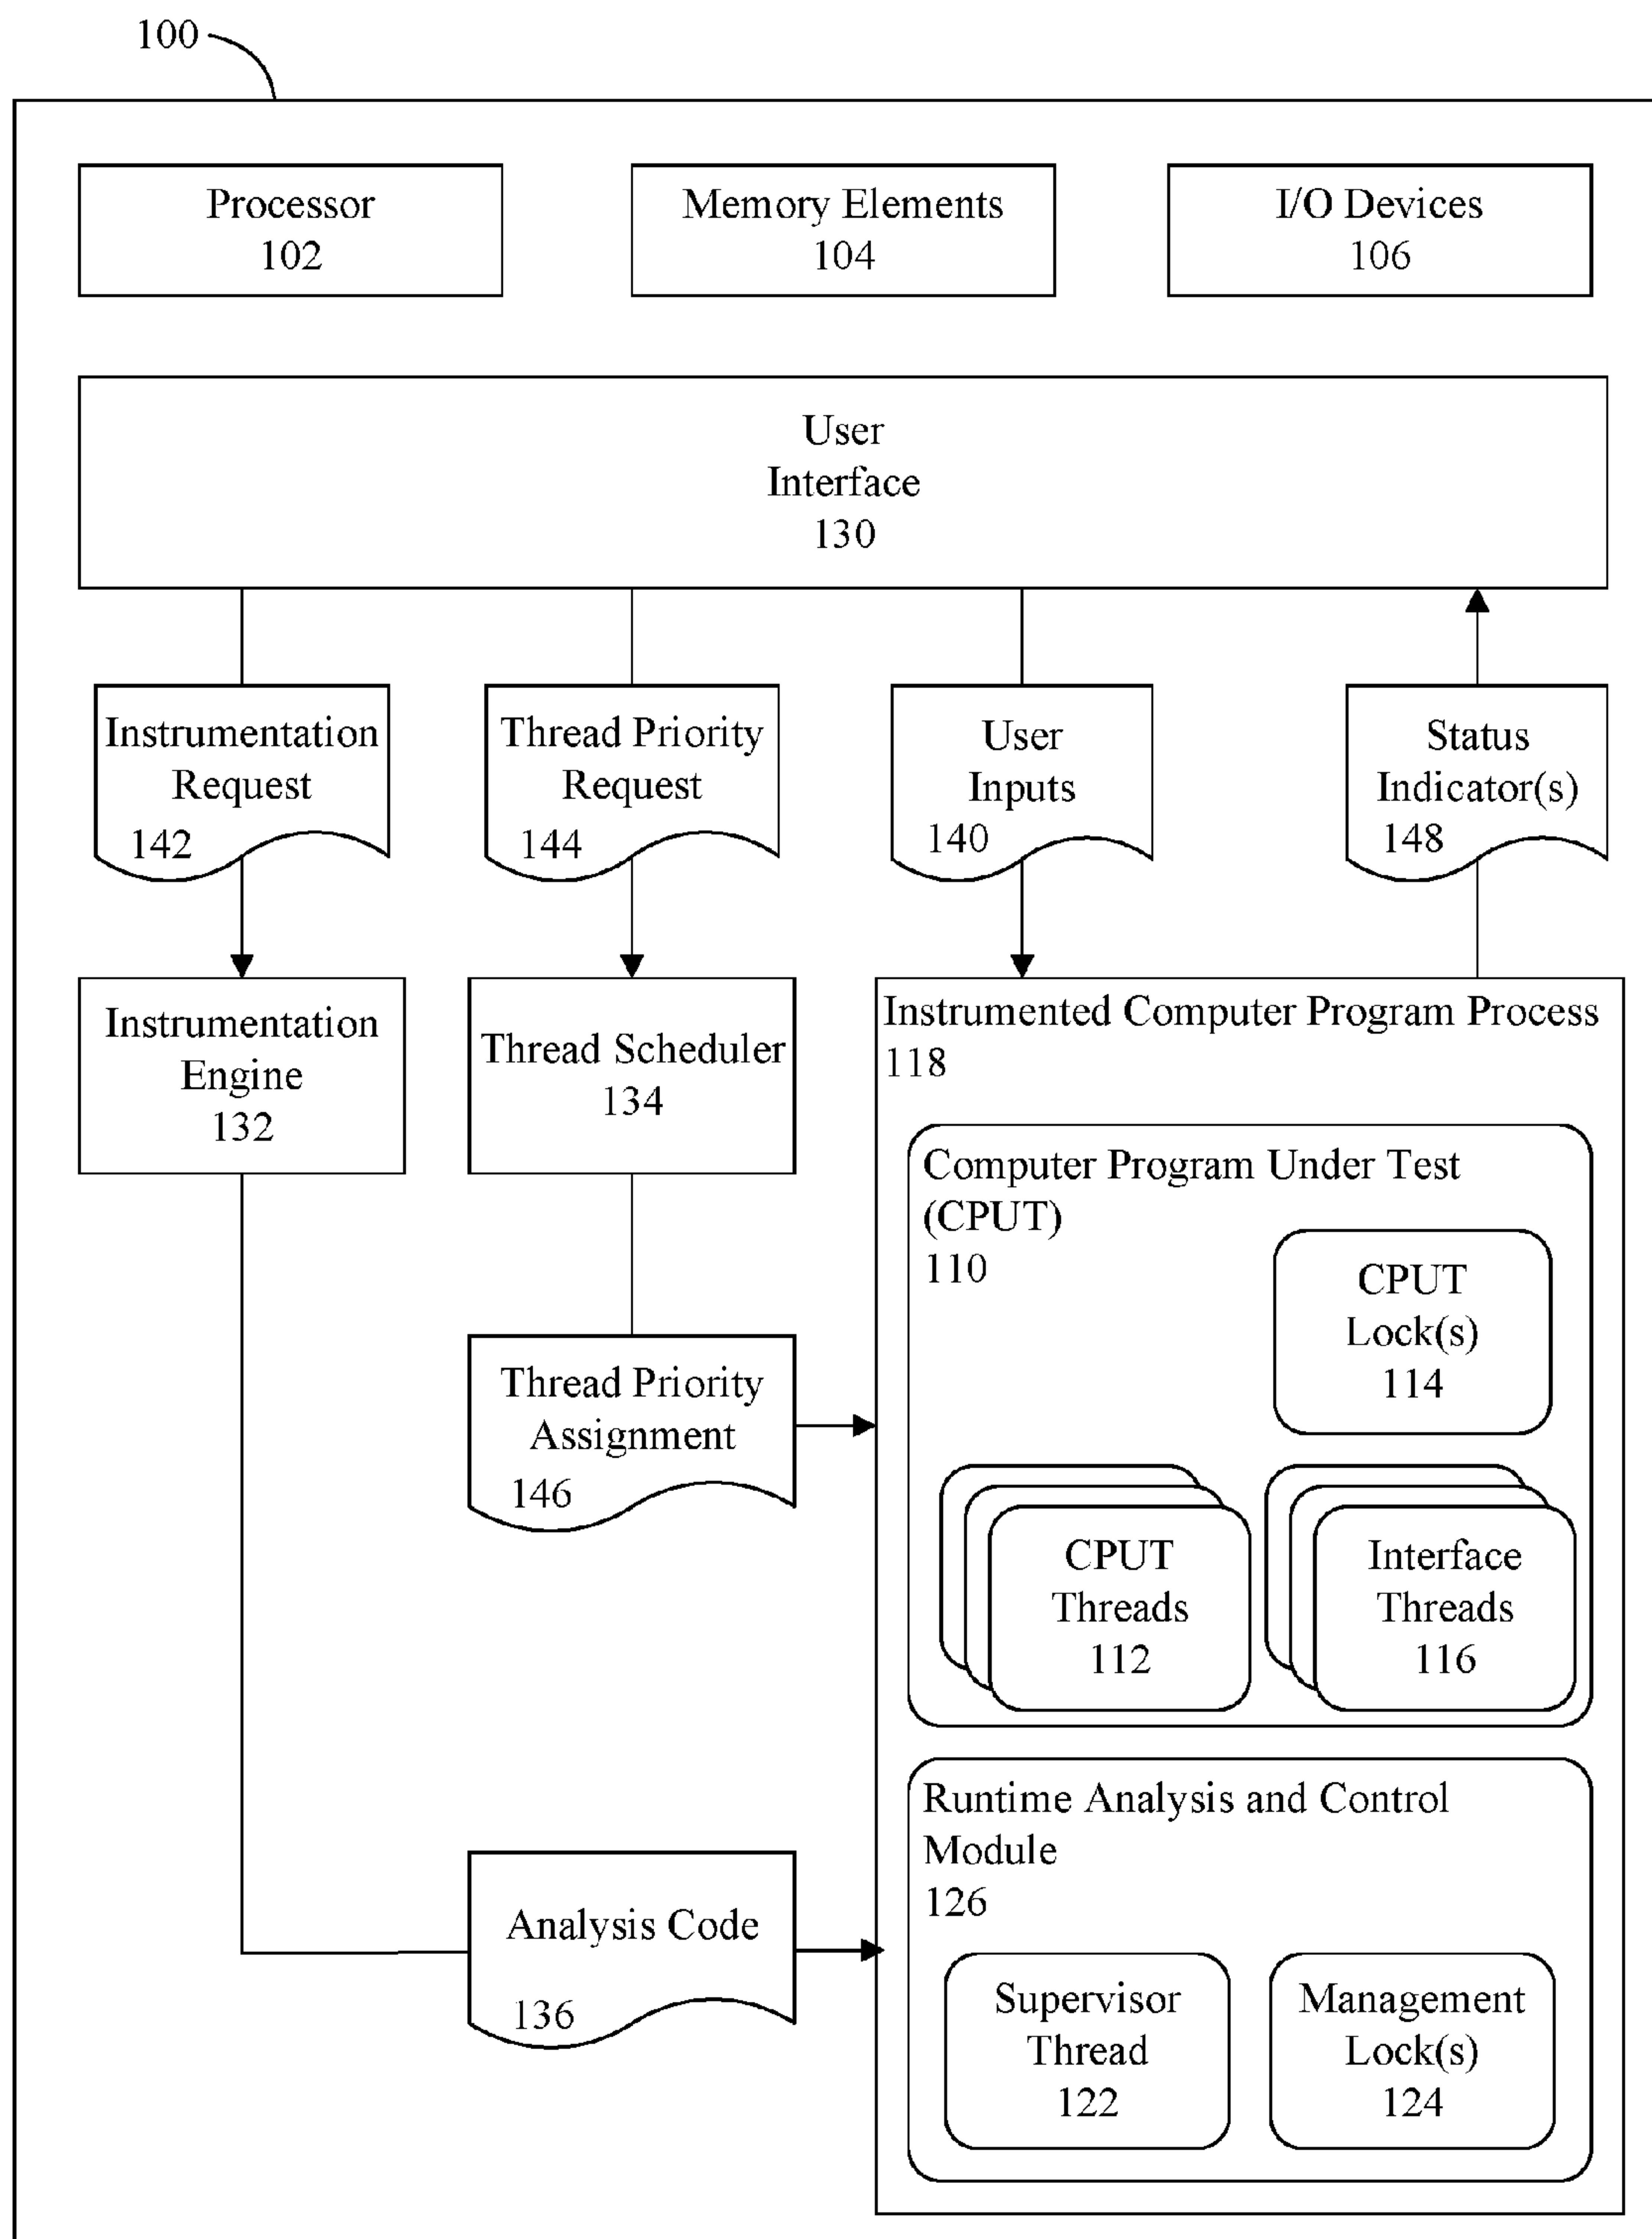 100
Processor
102
Memory Elements
104
I/O Devices
106
User
Interface
130
Instrumentation
Request
142
Thread Priority
Request
144
User
Inputs
140
Status
Indicator(s)
148
Instrumentation
Engine
132
Thread Scheduler
134
Instrumented Computer Program Process
118
Computer Program Under Test
(CPUT)
110
CPUT
Lock(s)
114
Thread Priority
Assignment
146
CPUT
Threads
112
Interface
Threads
116
Runtime Analysis and Control
Module
126
Analysis Code
136
Supervisor
Thread
122
Management
Lock(s)
124